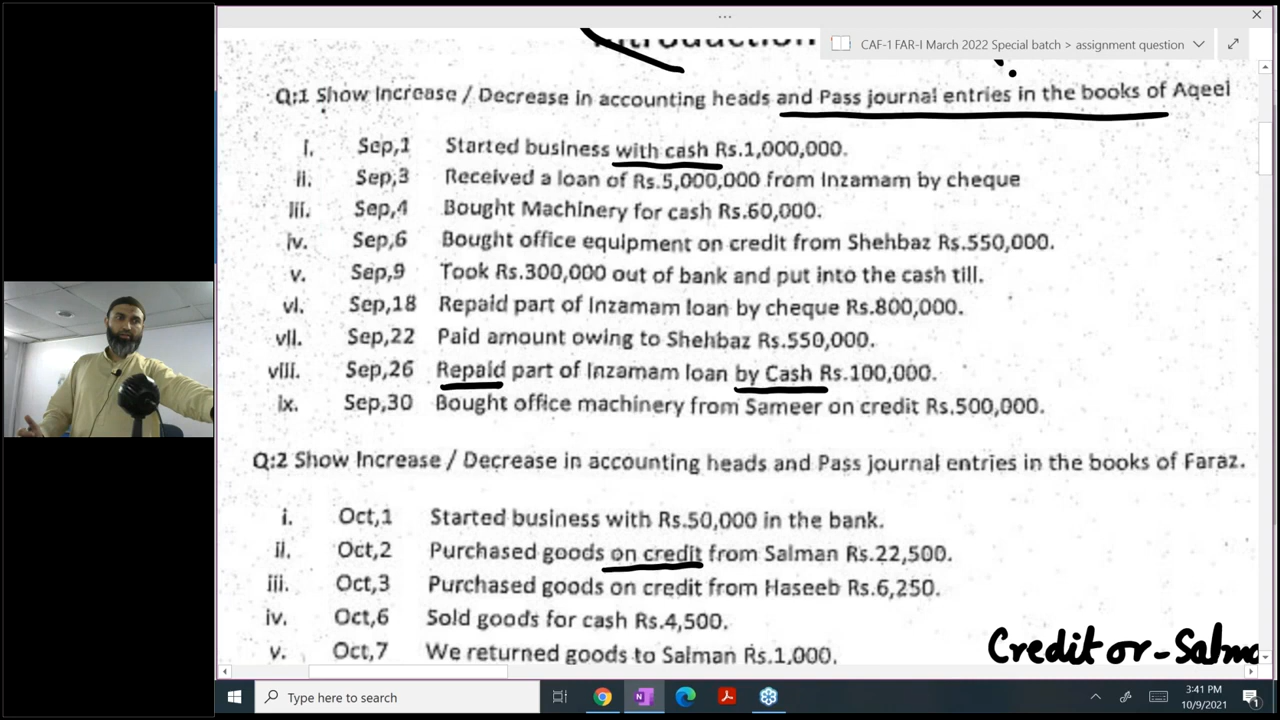 Introduction
CAF-1 FAR-I March 2022 Special batch > assignment question
Q:1 Show Increase / Decrease in accounting heads and Pass journal entries in the books of Aqeel
i. Sep,1 Started business with cash Rs.1,000,000.
ii. Sep,3 Received a loan of Rs.5,000,000 from Inzamam by cheque
iii. Sep,4 Bought Machinery for cash Rs.60,000.
iv. Sep,6 Bought office equipment on credit from Shehbaz Rs.550,000.
v. Sep,9 Took Rs.300,000 out of bank and put into the cash till.
vi. Sep,18 Repaid part of Inzamam loan by cheque Rs.800,000.
vii. Sep,22 Paid amount owing to Shehbaz Rs.550,000.
viii. Sep,26 Repaid part of Inzamam loan by Cash Rs.100,000.
ix. Sep,30 Bought office machinery from Sameer on credit Rs.500,000.
Q:2 Show Increase / Decrease in accounting heads and Pass journal entries in the books of Faraz.
i. Oct,1 Started business with Rs.50,000 in the bank.
ii. Oct,2 Purchased goods on credit from Salman Rs.22,500.
iii. Oct,3 Purchased goods on credit from Haseeb Rs.6,250.
iv. Oct,6 Sold goods for cash Rs.4,500.
v. Oct,7 We returned goods to Salman Rs.1,000.
Creditor-Salma
Type here to search
3:41 PM
10/9/2021
1